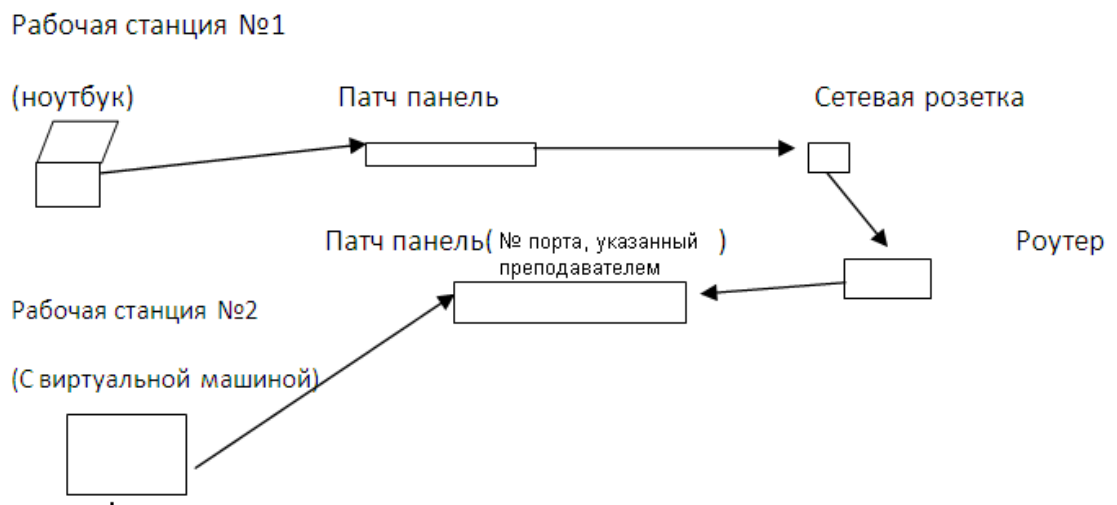 Рабочая станция №1
(ноутбук)
Патч панель
Сетевая розетка
Патч панель( № порта, указанный )
преподавателем
Роутер
Рабочая станция №2
(С виртуальной машиной)